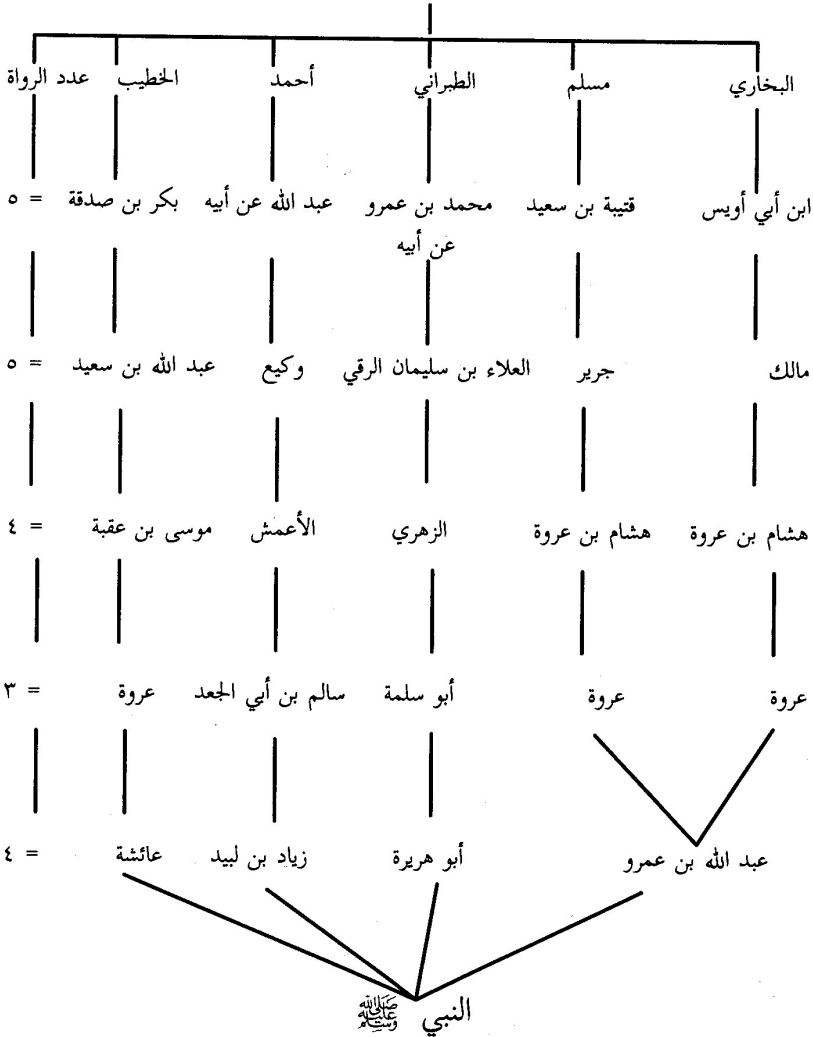 البخاري مسلم الطبراني أحمد الخطيب عدد الرواة
ابن أبي أويس قتيبة بن سعيد محمد بن عمرو عبد الله عن أبيه بكر بن صدقة = ٥
عن أبيه
مالك جرير العلاء بن سليمان الرقي وكيع عبد الله بن سعيد = ٥
هشام بن عروة هشام بن عروة الزهري الأعمش موسى بن عقبة = ٤
عروة عروة أبو سلمة سالم بن أبي الجعد عروة = ٣
عبد الله بن عمرو أبو هريرة زياد بن لبيد عائشة = ٤
النبي ﷺ